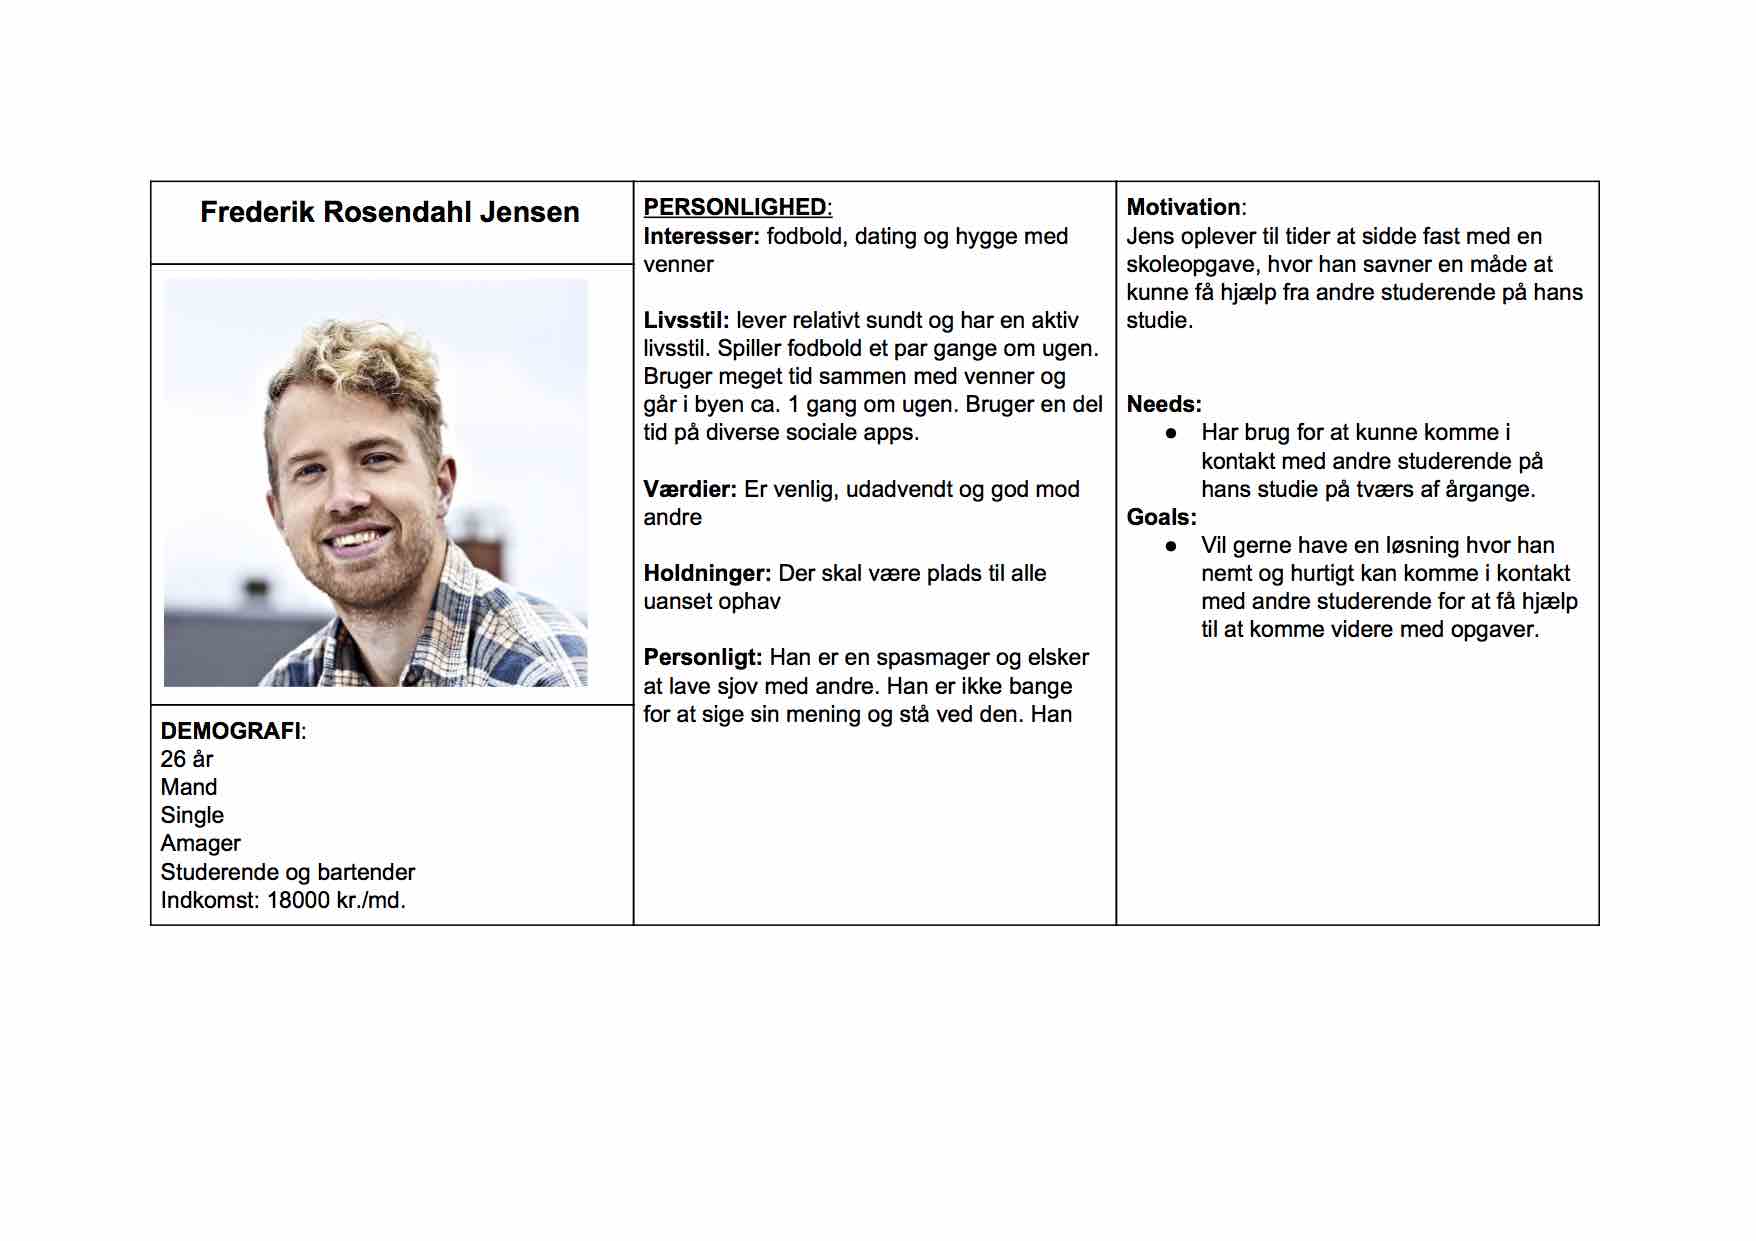 Frederik Rosendahl Jensen
DEMOGRAFI:
26 år
Mand
Single
Amager
Studerende og bartender
Indkomst: 18000 kr./md.
PERSONLIGHED:
Interesser: fodbold, dating og hygge med
venner
Livsstil: lever relativt sundt og har en aktiv
livsstil. Spiller fodbold et par gange om ugen.
Bruger meget tid sammen med venner og
går i byen ca. 1 gang om ugen. Bruger en del
tid på diverse sociale apps.
Værdier: Er venlig, udadvendt og god mod
andre
Holdninger: Der skal være plads til alle
uanset ophav
Personligt: Han er en spasmager og elsker
at lave sjov med andre. Han er ikke bange
for at sige sin mening og stå ved den. Han
Motivation:
Jens oplever til tider at sidde fast med en
skoleopgave, hvor han savner en måde at
kunne få hjælp fra andre studerende på hans
studie.
Needs:
● Har brug for at kunne komme i
kontakt med andre studerende på
hans studie på tværs af årgange.
Goals:
● Vil gerne have en løsning hvor han
nemt og hurtigt kan komme i kontakt
med andre studerende for at få hjælp
til at komme videre med opgaver.